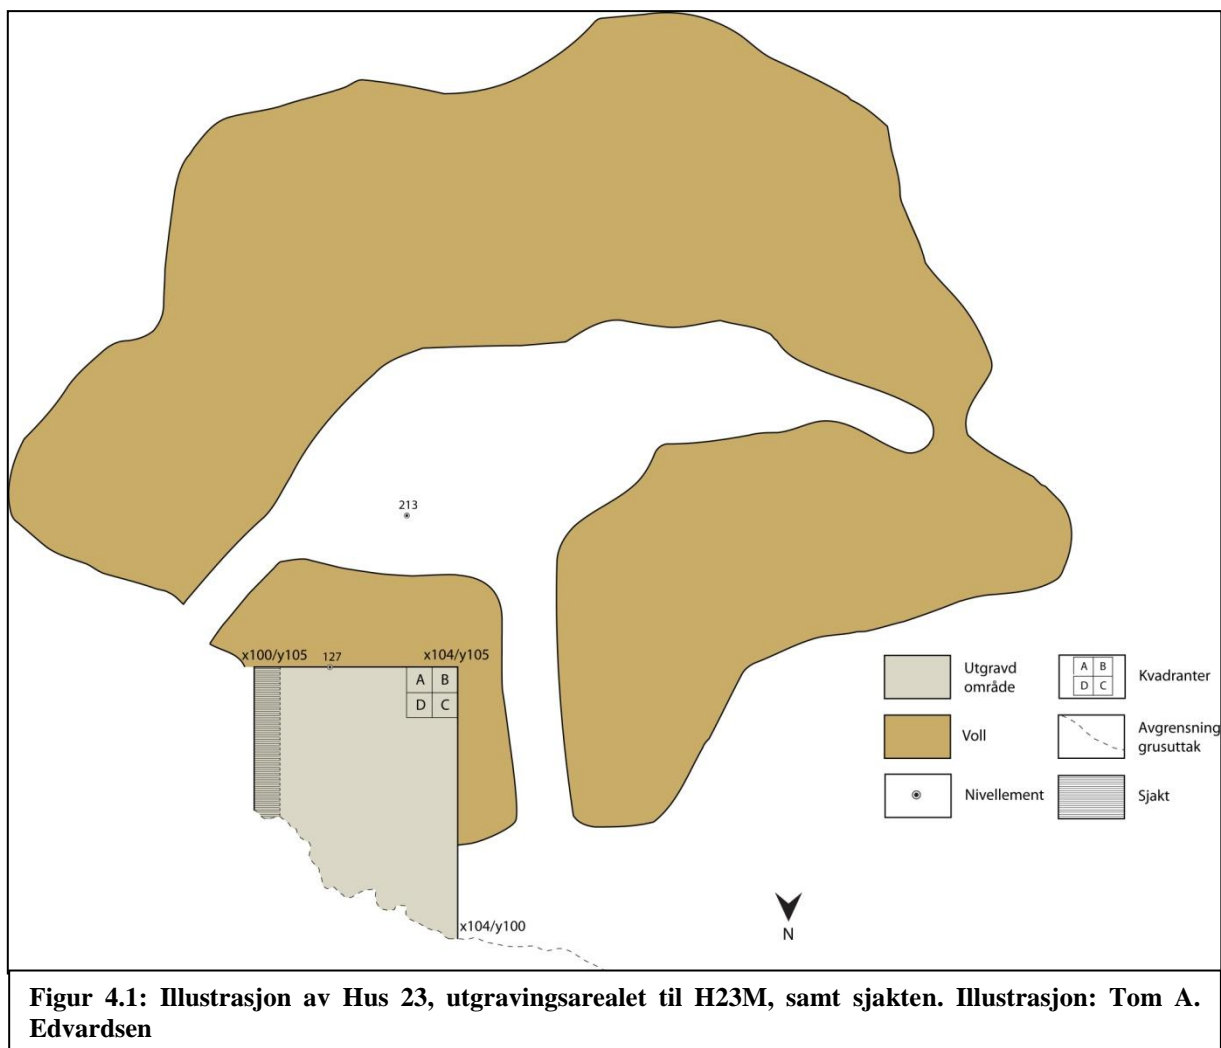 213
x100/y105
127
x104/y105
A B
D C
x104/y100
N
Utgravd
område
Voll
Nivellement
A B
D C
Kvadranter
Avgrensning
grusuttak
Sjakt
Figur 4.1: Illustrasjon av Hus 23, utgravingsarealet til H23M, samt sjakten. Illustrasjon: Tom A.
Edvardsen